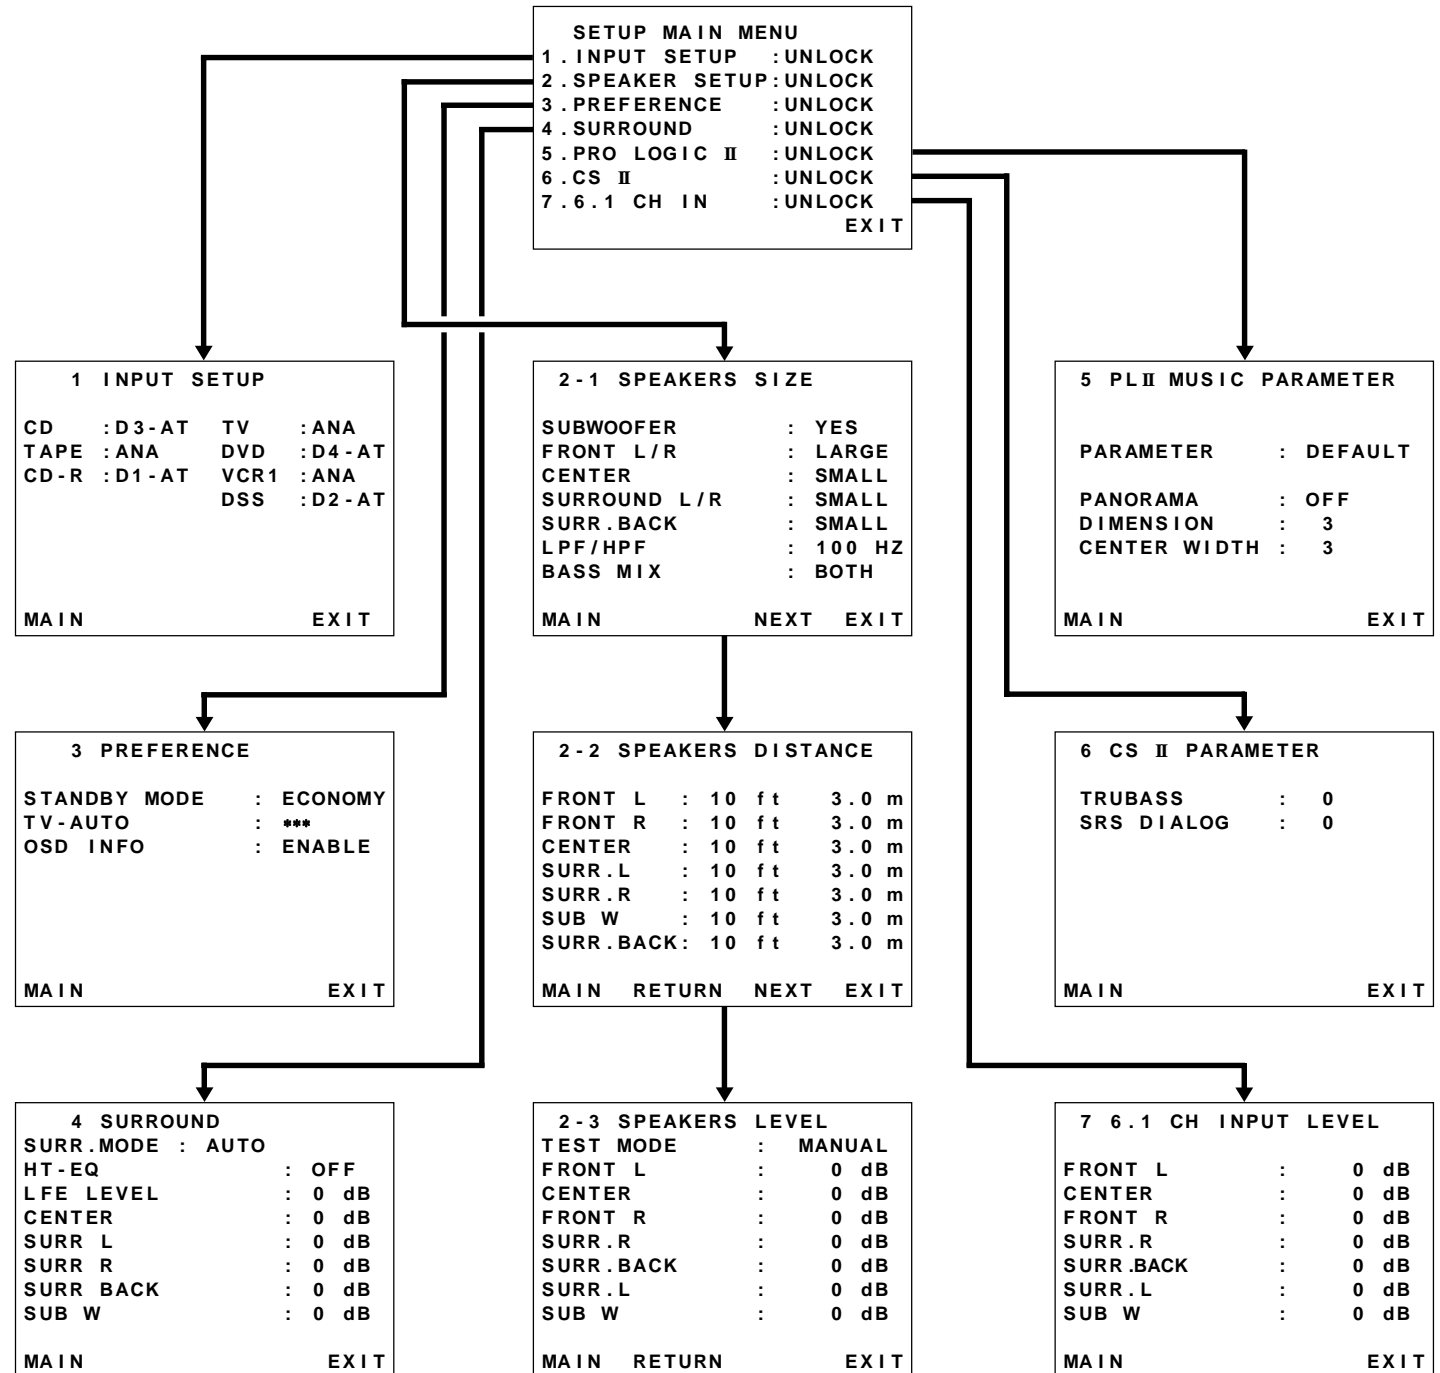 SETUP MAIN MENU
1.INPUT SETUP :UNLOCK
2.SPEAKER SETUP:UNLOCK
3.PREFERENCE :UNLOCK
4.SURROUND :UNLOCK
5.PRO LOGIC II :UNLOCK
6.CS II :UNLOCK
7.6.1 CH IN :UNLOCK
EXIT
1 INPUT SETUP
CD :D3-AT TV :ANA
TAPE :ANA DVD :D4-AT
CD-R :D1-AT VCR1 :ANA
DSS :D2-AT
MAIN EXIT
2-1 SPEAKERS SIZE
SUBWOOFER : YES
FRONT L/R : LARGE
CENTER : SMALL
SURROUND L/R : SMALL
SURR.BACK : SMALL
LPF/HPF : 100 HZ
BASS MIX : BOTH
MAIN NEXT EXIT
5 PLII MUSIC PARAMETER
PARAMETER : DEFAULT
PANORAMA : OFF
DIMENSION : 3
CENTER WIDTH : 3
MAIN EXIT
3 PREFERENCE
STANDBY MODE : ECONOMY
TV-AUTO : ***
OSD INFO : ENABLE
MAIN EXIT
2-2 SPEAKERS DISTANCE
FRONT L : 10 ft 3.0 m
FRONT R : 10 ft 3.0 m
CENTER : 10 ft 3.0 m
SURR.L : 10 ft 3.0 m
SURR.R : 10 ft 3.0 m
SUB W : 10 ft 3.0 m
SURR.BACK: 10 ft 3.0 m
MAIN RETURN NEXT EXIT
6 CS II PARAMETER
TRUBASS : 0
SRS DIALOG : 0
MAIN EXIT
4 SURROUND
SURR.MODE : AUTO
HT-EQ : OFF
LFE LEVEL : 0 dB
CENTER : 0 dB
SURR L : 0 dB
SURR R : 0 dB
SURR BACK : 0 dB
SUB W : 0 dB
MAIN EXIT
2-3 SPEAKERS LEVEL
TEST MODE : MANUAL
FRONT L : 0 dB
CENTER : 0 dB
FRONT R : 0 dB
SURR.R : 0 dB
SURR.BACK : 0 dB
SURR.L : 0 dB
SUB W : 0 dB
MAIN RETURN EXIT
7 6.1 CH INPUT LEVEL
FRONT L : 0 dB
CENTER : 0 dB
FRONT R : 0 dB
SURR.R : 0 dB
SURR.BACK : 0 dB
SURR.L : 0 dB
SUB W : 0 dB
MAIN EXIT